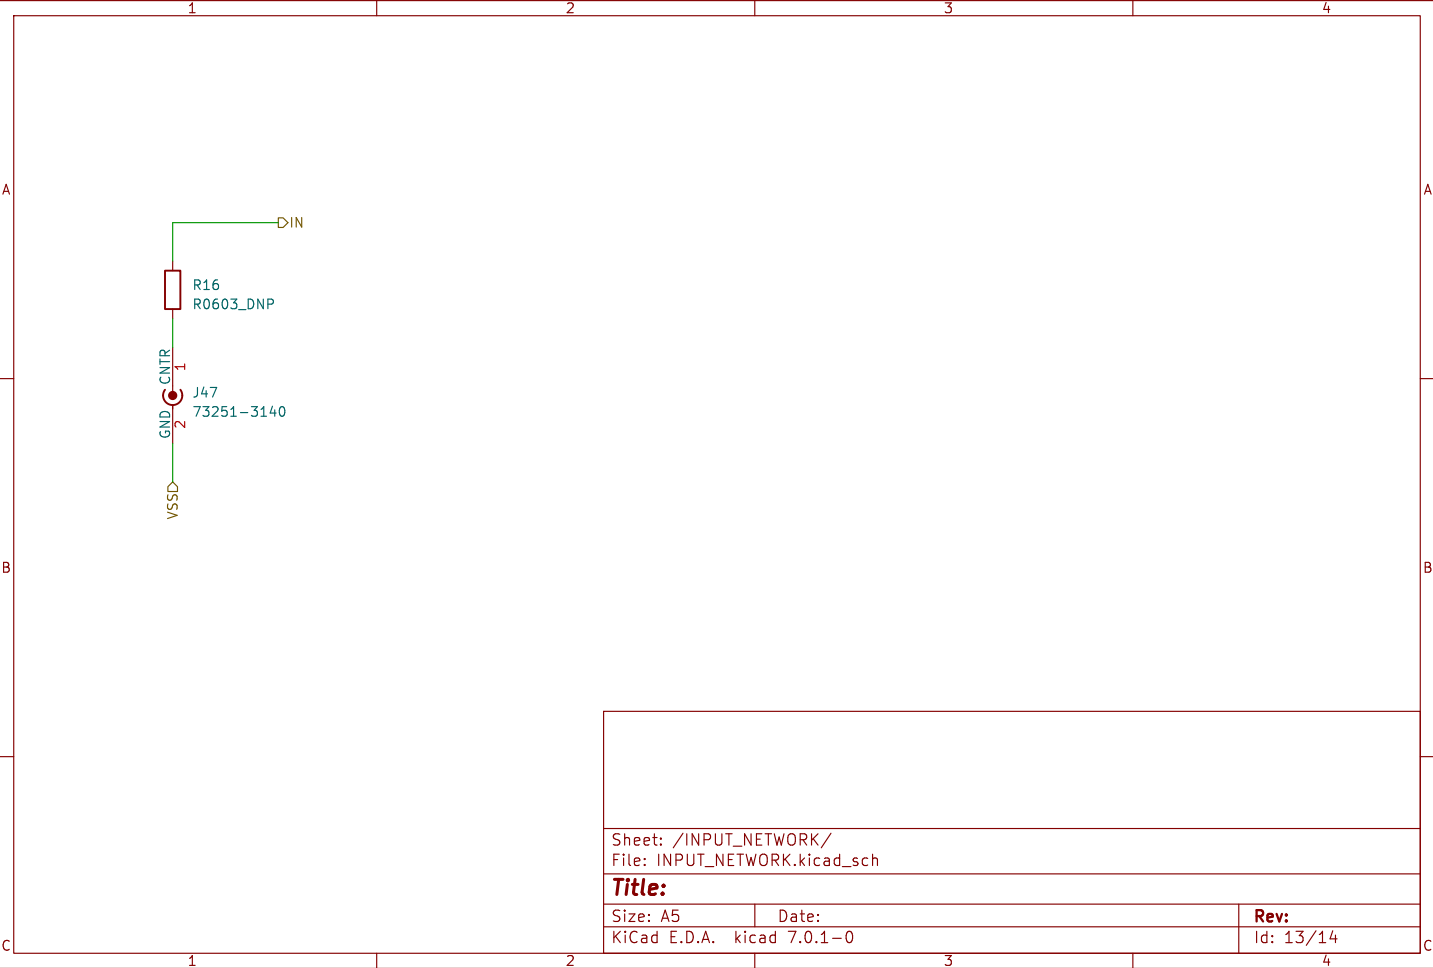 1 2 3 4
A A
IN
R16
R0603_DNP
CNTR
1
J47
73251-3140
GND
2
VSSD
B B
Sheet: /INPUT_NETWORK/
File: INPUT_NETWORK.kicad_sch
Title:
Size: A5 Date: Rev:
KiCad E.D.A. kicad 7.0.1-0 Id: 13/14
C C
1 2 3 4